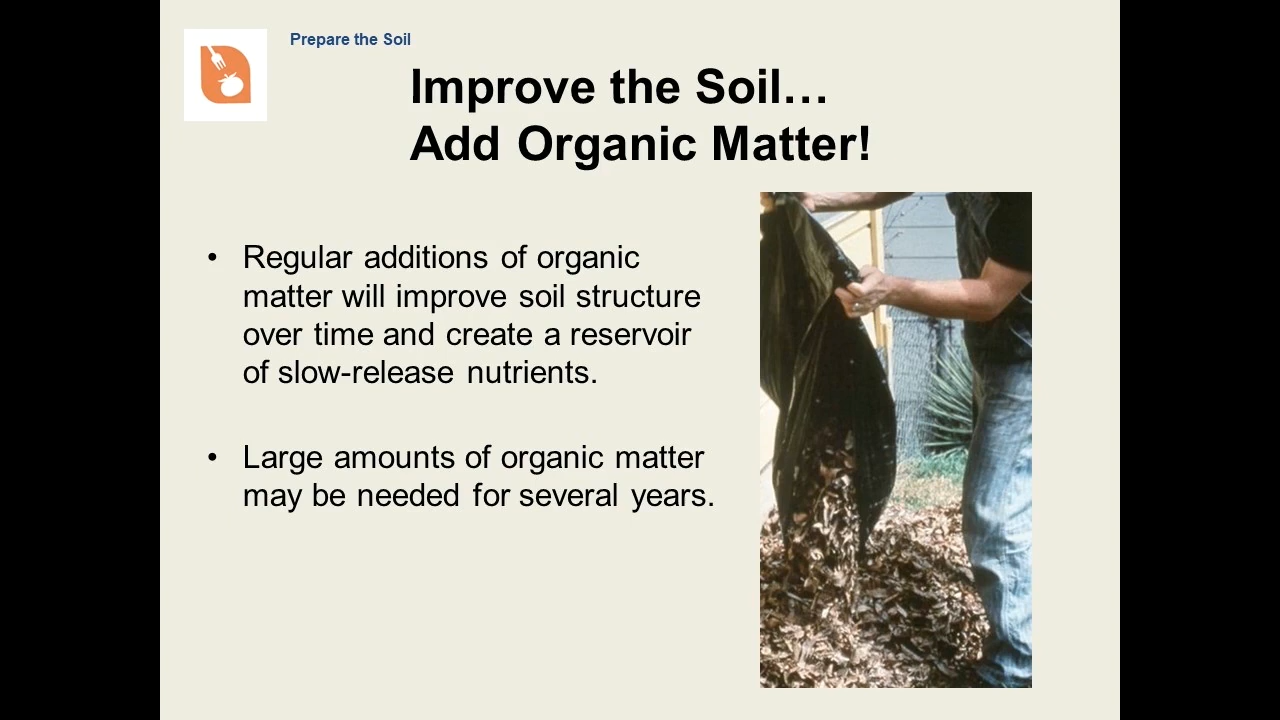 Prepare the Soil
Improve the Soil…
Add Organic Matter!
• Regular additions of organic
matter will improve soil structure
over time and create a reservoir
of slow-release nutrients.
• Large amounts of organic matter
may be needed for several years.